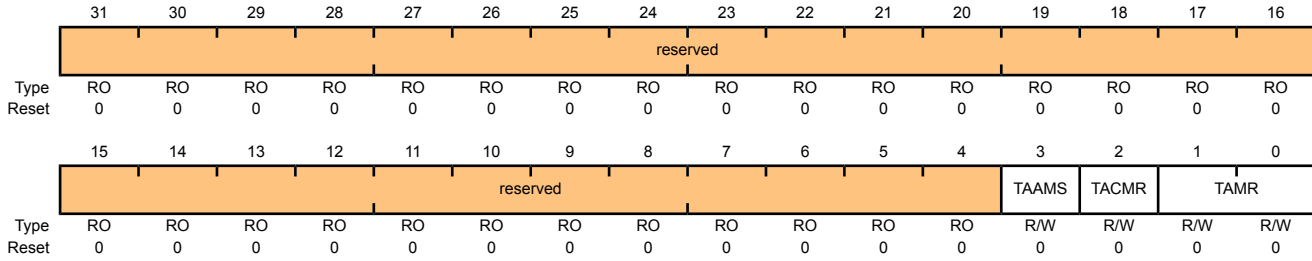 31 30 29 28 27 26 25 24 23 22 21 20 19 18 17 16
reserved
Type RO RO RO RO RO RO RO RO RO RO RO RO RO RO RO RO
Reset 0 0 0 0 0 0 0 0 0 0 0 0 0 0 0 0
15 14 13 12 11 10 9 8 7 6 5 4 3 2 1 0
reserved TAAMS TACMR TAMR
Type RO RO RO RO RO RO RO RO RO RO RO RO R/W R/W R/W R/W
Reset 0 0 0 0 0 0 0 0 0 0 0 0 0 0 0 0